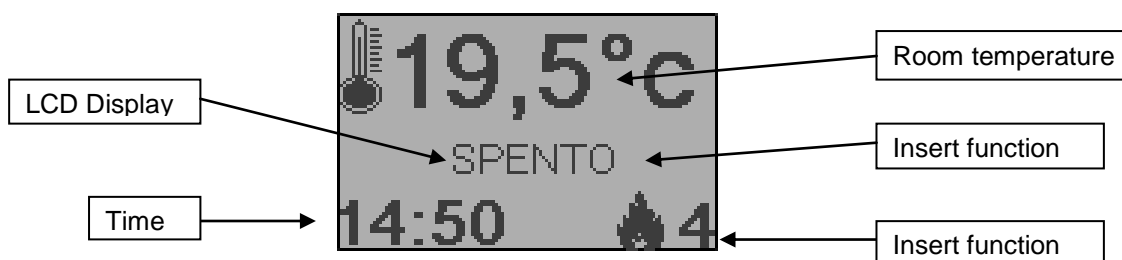 19,5°C
Room temperature
LCD Display
SPENTO
Insert function
Time
14:50
4
Insert function